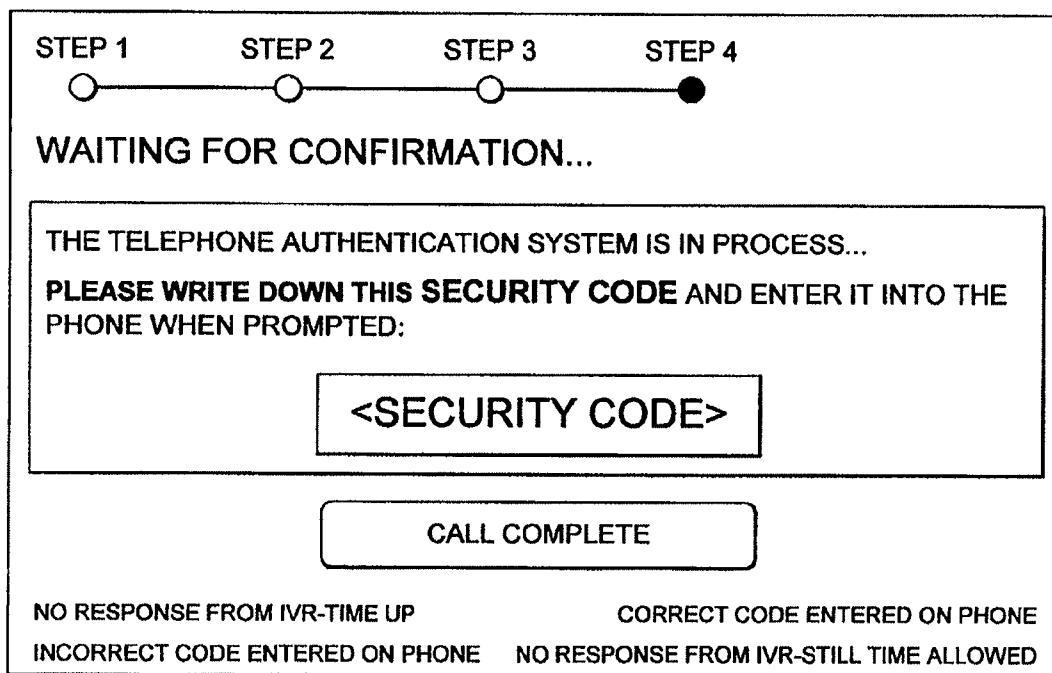 STEP 1 STEP 2 STEP 3 STEP 4
WAITING FOR CONFIRMATION...
THE TELEPHONE AUTHENTICATION SYSTEM IS IN PROCESS...
PLEASE WRITE DOWN THIS SECURITY CODE AND ENTER IT INTO THE
PHONE WHEN PROMPTED:
<SECURITY CODE>
CALL COMPLETE
NO RESPONSE FROM IVR-TIME UP CORRECT CODE ENTERED ON PHONE
INCORRECT CODE ENTERED ON PHONE NO RESPONSE FROM IVR-STILL TIME ALLOWED